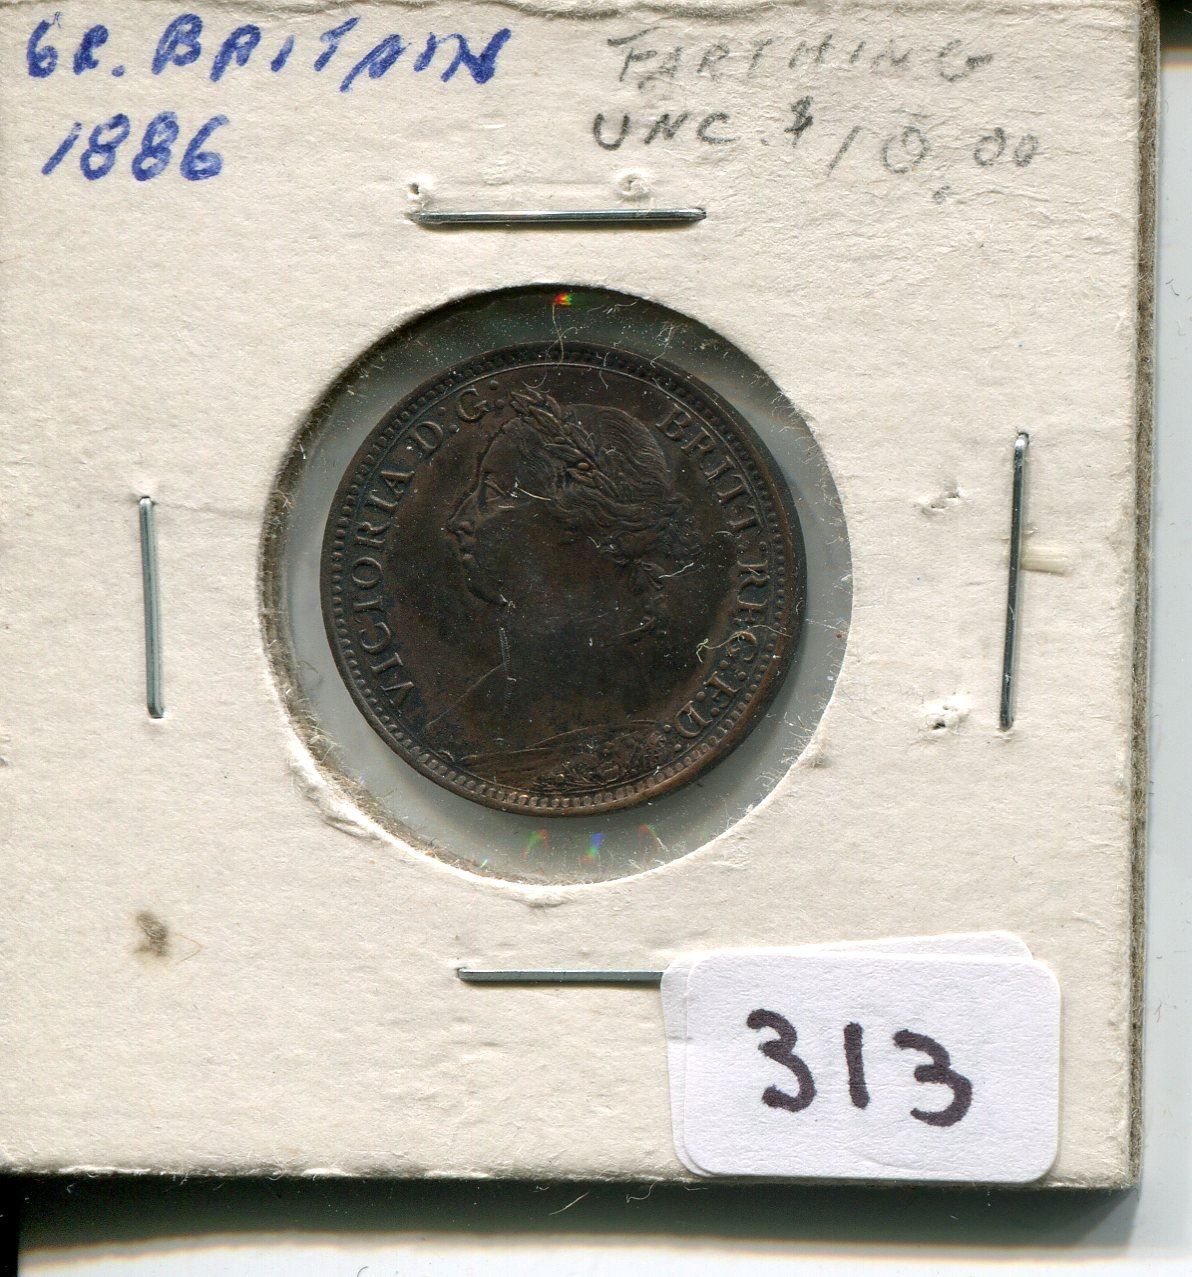 GR. BRITAIN
1886
FARTHING
UNC. $10.00
VICTORIA D: G: BRITT: REG: F: D:
313